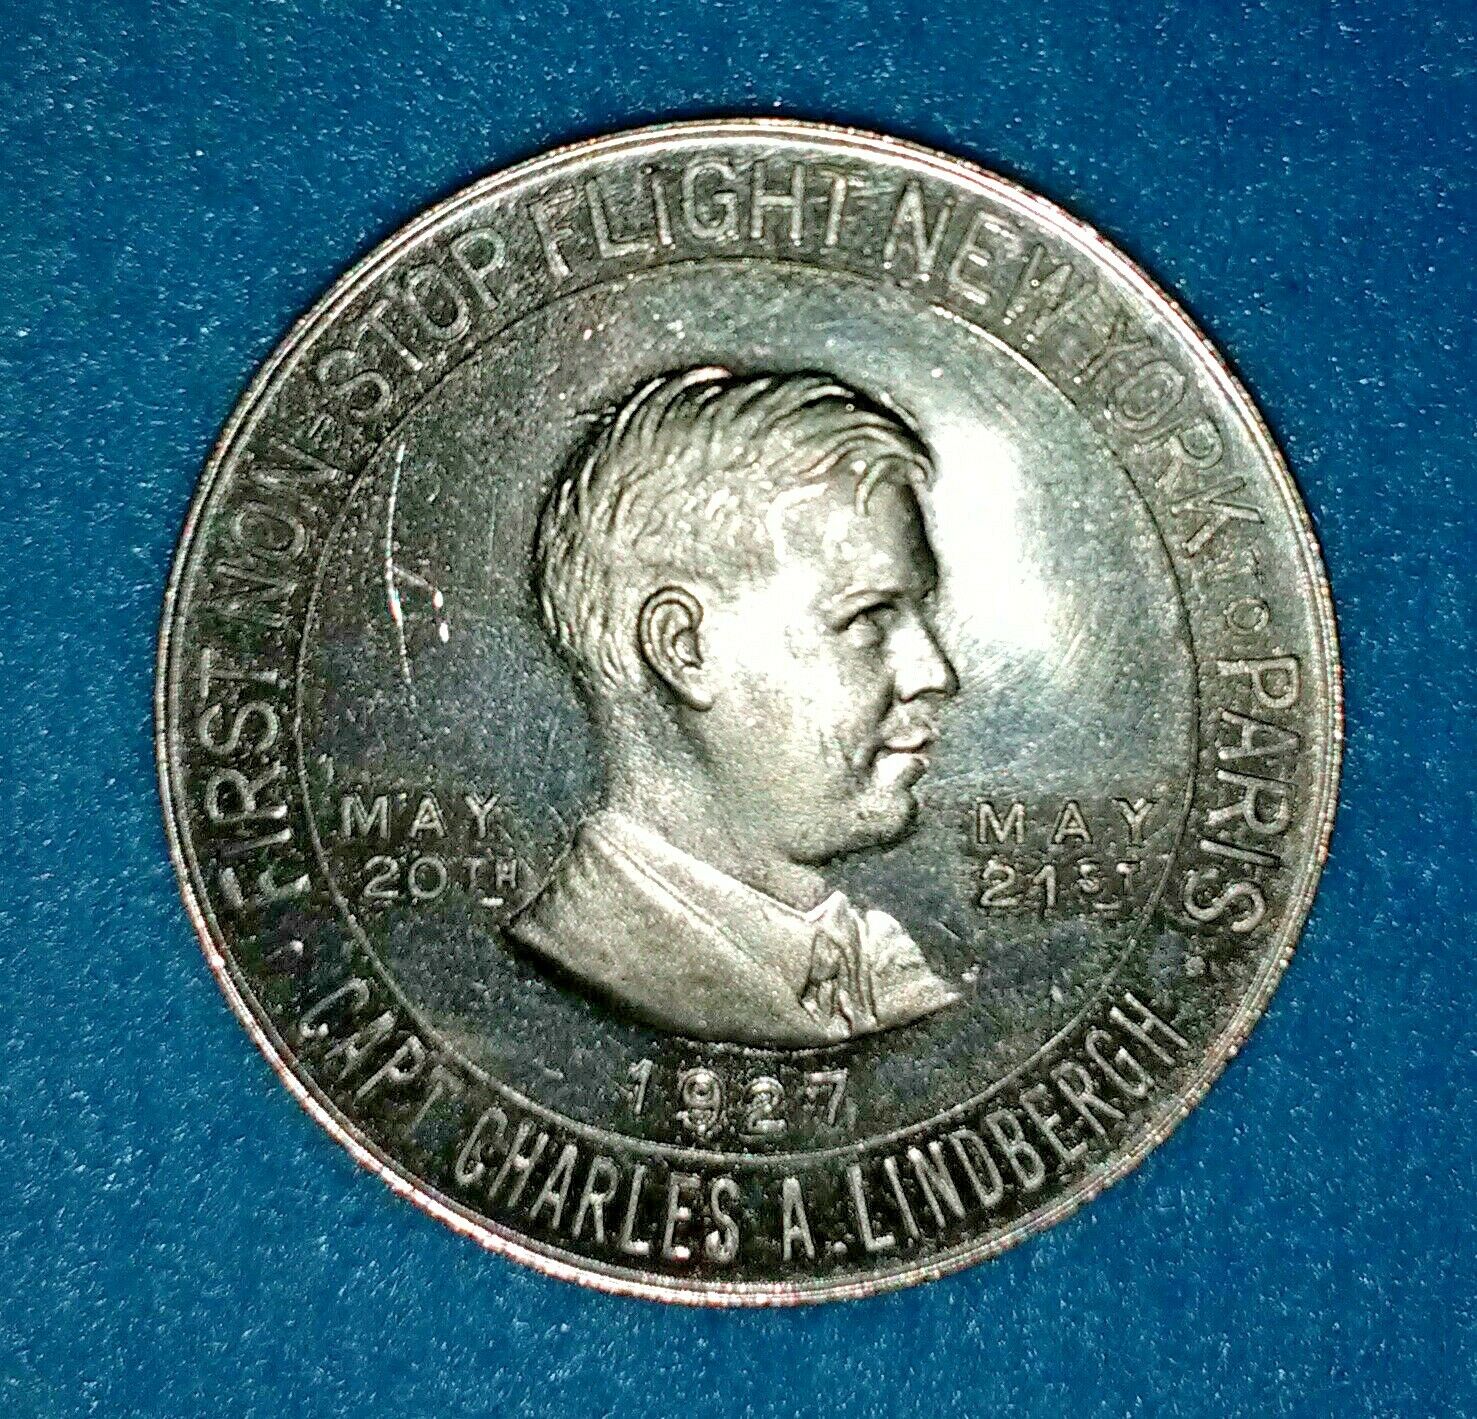 FIRST NON-STOP FLIGHT NEW YORK TO PARIS
MAY
20TH
MAY
21ST
1927
· CAPT CHARLES A. LINDBERGH ·